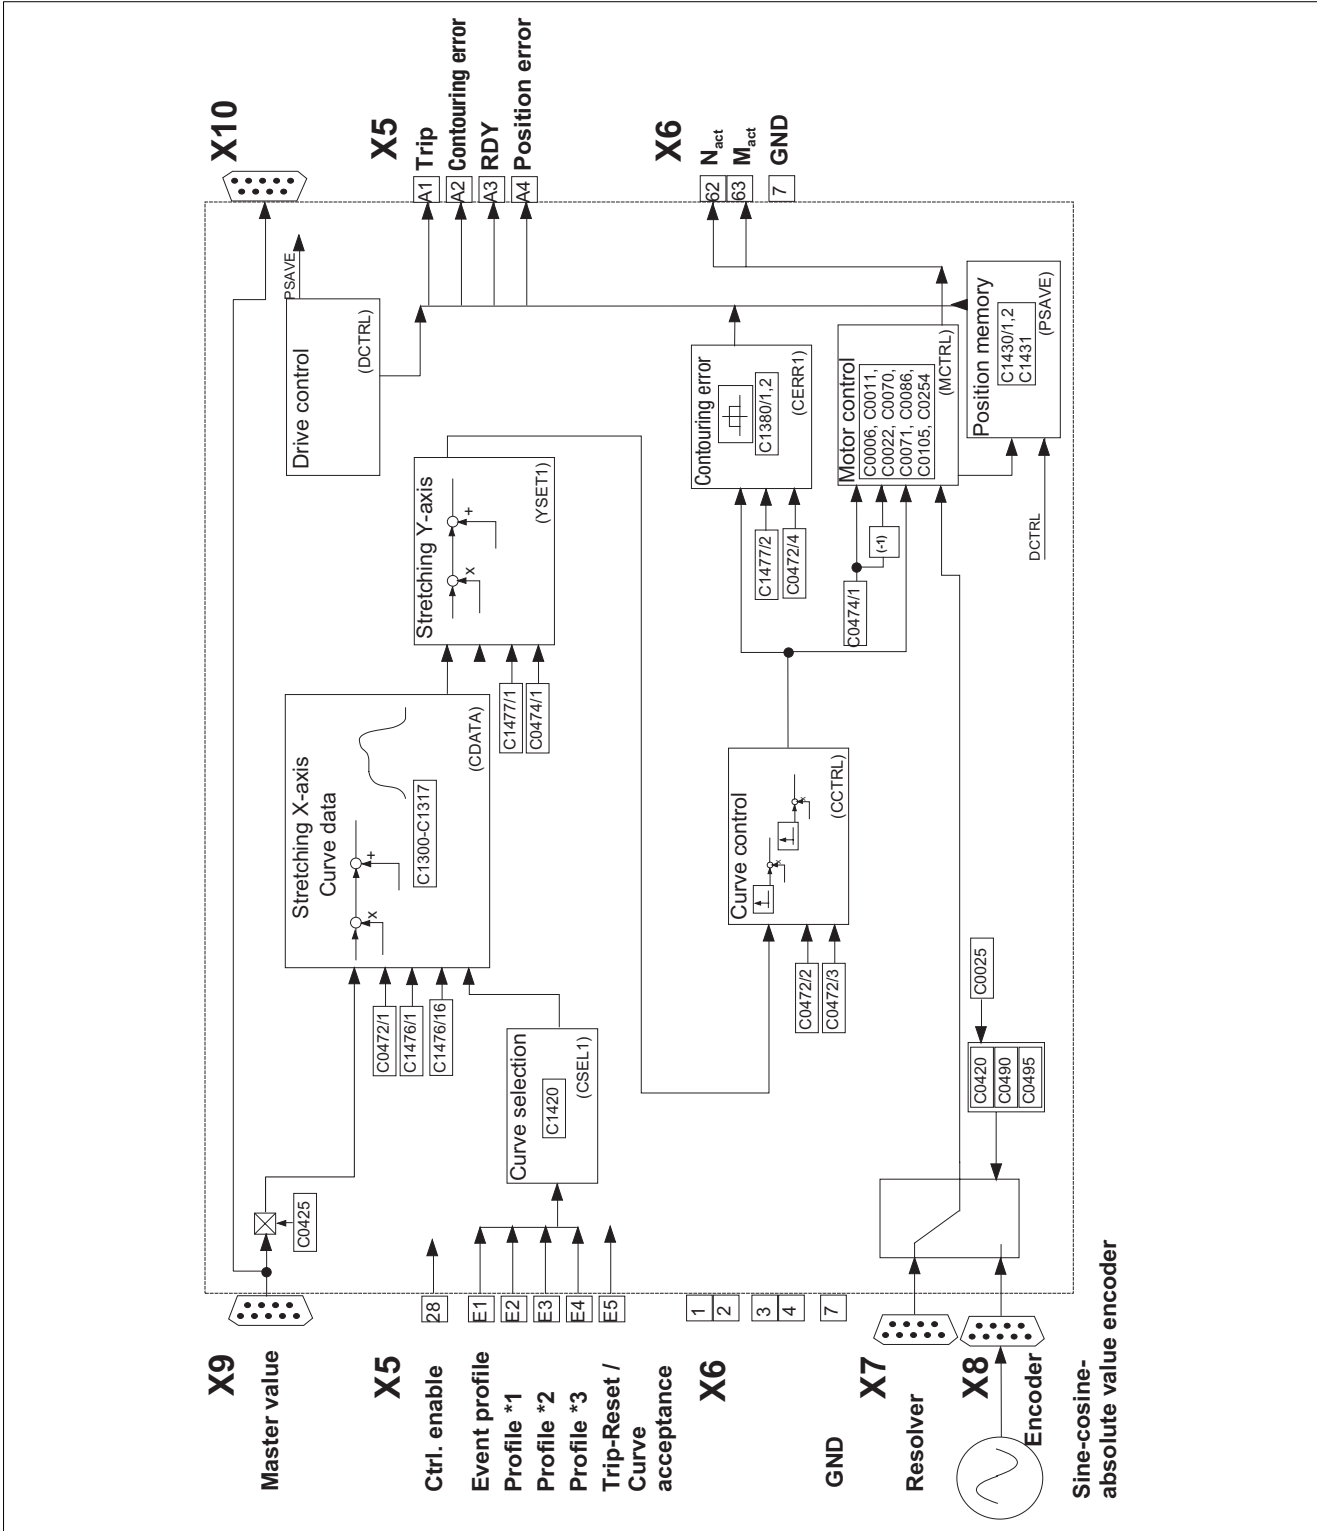 X9
Master value
C0425
X10
X5
Ctrl. enable
28
Event profile
E1
Profile *1
E2
Profile *2
E3
Profile *3
E4
Trip-Reset /
Curve
acceptance
E5
Curve selection
C1420
(CSEL1)
Stretching X-axis
Curve data
x
+
C1300-C1317
(CDATA)
C0472/1
C1476/1
C1476/16
Stretching Y-axis
x
+
(YSET1)
C1477/1
C0474/1
Drive control
(DCTRL)
PSAVE
X5
A1
Trip
A2
Contouring error
A3
RDY
A4
Position error
X6
1
2
3
4
7
GND
Curve control
x
x
(CCTRL)
C0472/2
C0472/3
Contouring error
C1380/1,2
(CERR1)
C1477/2
C0472/4
C0474/1
(-1)
Motor control
C0006, C0011,
C0022, C0070,
C0071, C0086,
C0105, C0254
(MCTRL)
Position memory
C1430/1,2
C1431
(PSAVE)
DCTRL
X6
62
Nact
63
Mact
7
GND
X7
Resolver
X8
Encoder
Sine-cosine-
absolute value encoder
C0420
C0490
C0495
C0025